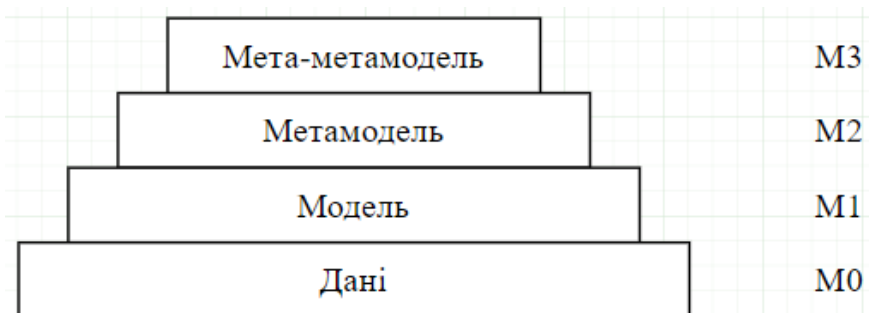 Мета-метамодель M3
Метамодель M2
Модель M1
Дані M0